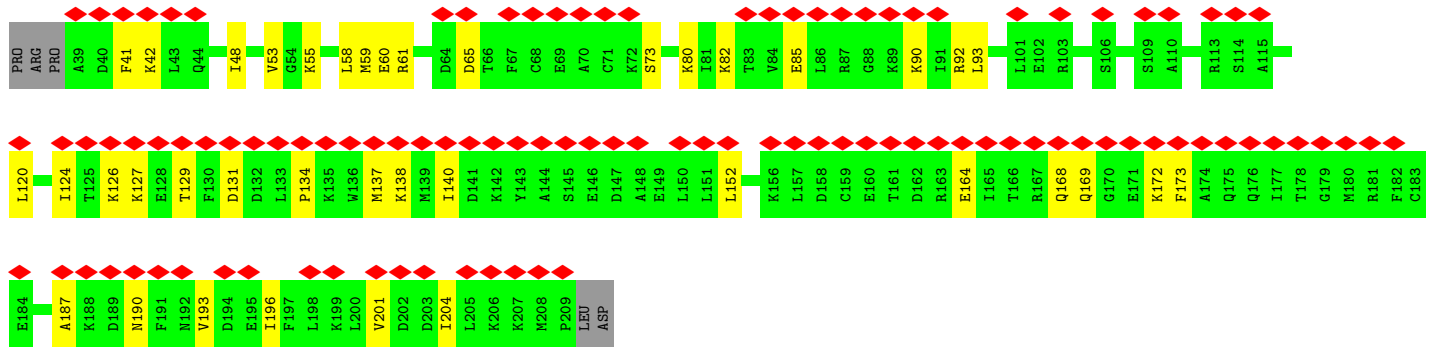 PRO ARG PRO A39 D40 F41 K42 L43 Q44 I48 V53 G54 K55 L58 M59 E60 R61 D64 D65 T66 F67 C68 E69 A70 C71 K72 S73 K80 I81 K82 T83 V84 E85 L86 R87 G88 K89 K90 I91 R92 L93 L101 E102 R103 S106 S109 A110 R113 S114 A115
L120 I124 T125 K126 K127 E128 T129 F130 D131 D132 L133 P134 K135 W136 M137 K138 M139 I140 D141 K142 Y143 A144 S145 E146 D147 A148 E149 L150 L151 L152 K156 L157 D158 C159 E160 T161 D162 R163 E164 I165 T166 R167 Q168 Q169 G170 E171 K172 F173 A174 Q175 Q176 I177 T178 G179 M180 R181 F182 C183
E184 A187 K188 D189 N190 F191 N192 V193 D194 E195 I196 F197 L198 K199 L200 V201 D202 D203 I204 L205 K206 K207 M208 P209 LEU ASP